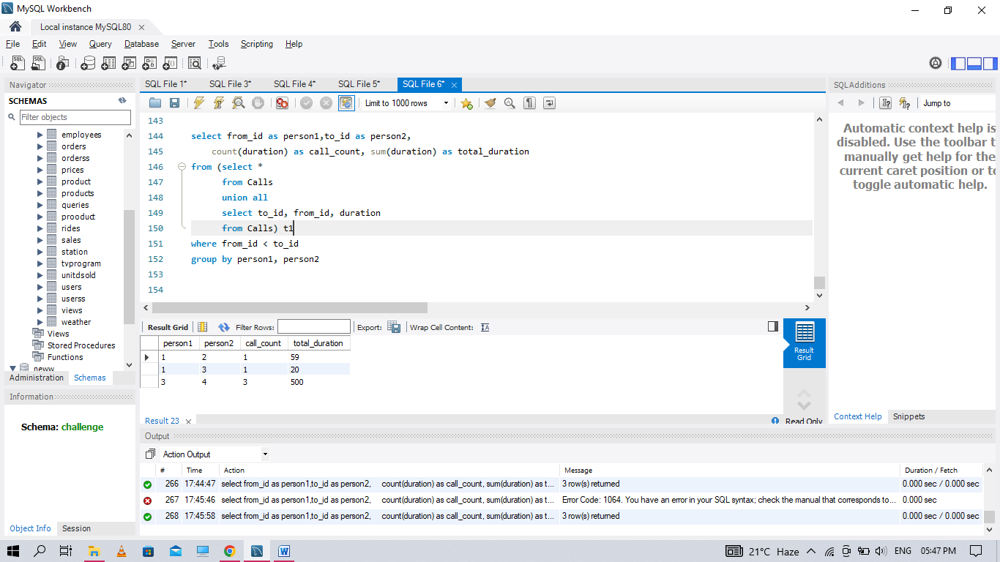 MySQL Workbench
Local instance MySQL80
File Edit View Query Database Server Tools Scripting Help
Navigator
SCHEMAS
Filter objects
employees
orders
orderss
prices
product
products
queries
prooduct
rides
sales
station
tvprogram
unitdsold
users
userss
views
weather
Views
Stored Procedures
Functions
neww
Administration Schemas
Information
Schema: challenge
Object Info Session
SQL File 1* SQL File 3* SQL File 4* SQL File 5* SQL File 6*
Limit to 1000 rows
143
144 select from_id as person1,to_id as person2,
145 count(duration) as call_count, sum(duration) as total_duration
146 from (select *
147 from Calls
148 union all
149 select to_id, from_id, duration
150 from Calls) t1
151 where from_id < to_id
152 group by person1, person2
153
154
Result Grid Filter Rows: Export: Wrap Cell Content:
person1 person2 call_count total_duration
1 2 1 59
1 3 1 20
3 4 3 500
Result Grid
Result 23
Read Only
Output
Action Output
# Time Action Message Duration / Fetch
266 17:44:47 select from_id as person1,to_id as person2, count(duration) as call_count, sum(duration) as t... 3 row(s) returned 0.000 sec / 0.000 sec
267 17:45:46 select from_id as person1,to_id as person2, count(duration) as call_count, sum(duration) as t... Error Code: 1064. You have an error in your SQL syntax; check the manual that corresponds to... 0.000 sec
268 17:45:58 select from_id as person1,to_id as person2, count(duration) as call_count, sum(duration) as t... 3 row(s) returned 0.000 sec / 0.000 sec
SQLAdditions
Jump to
Automatic context help is
disabled. Use the toolbar t
manually get help for the
current caret position or to
toggle automatic help.
Context Help Snippets
21°C Haze ENG 05:47 PM